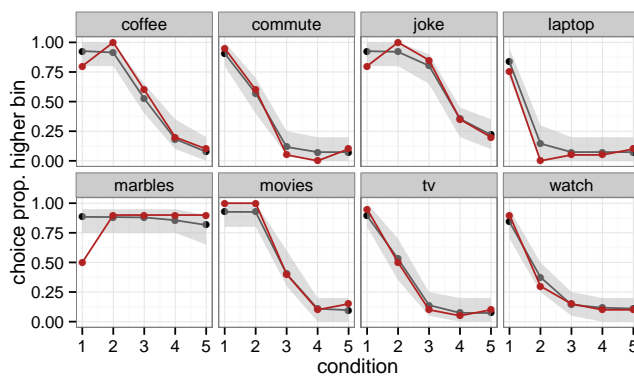 coffee commute joke laptop
1.00
0.75
0.50
0.25
0.00
marbles movies tv watch
1.00
0.75
0.50
0.25
0.00
1 2 3 4 5 1 2 3 4 5 1 2 3 4 5 1 2 3 4 5
condition
choice prop. higher bin